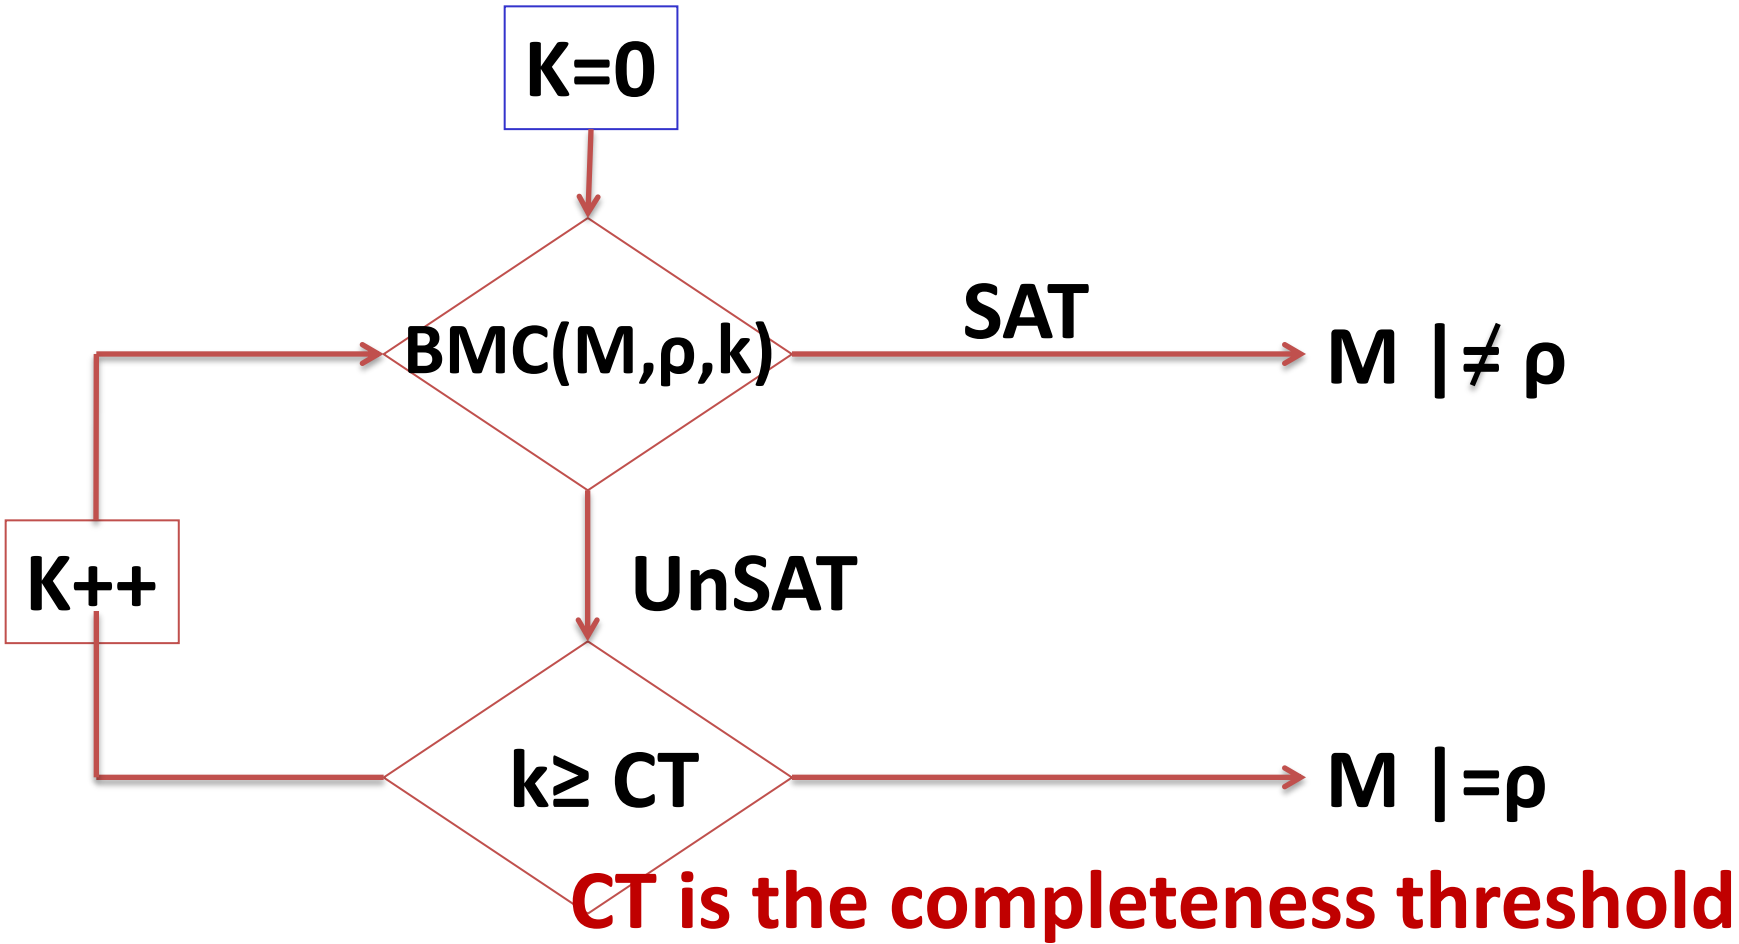 K=0
SAT
BMC(M,ρ,k)
M |≠ ρ
K++
UnSAT
k≥ CT
M |=ρ
CT is the completeness threshold